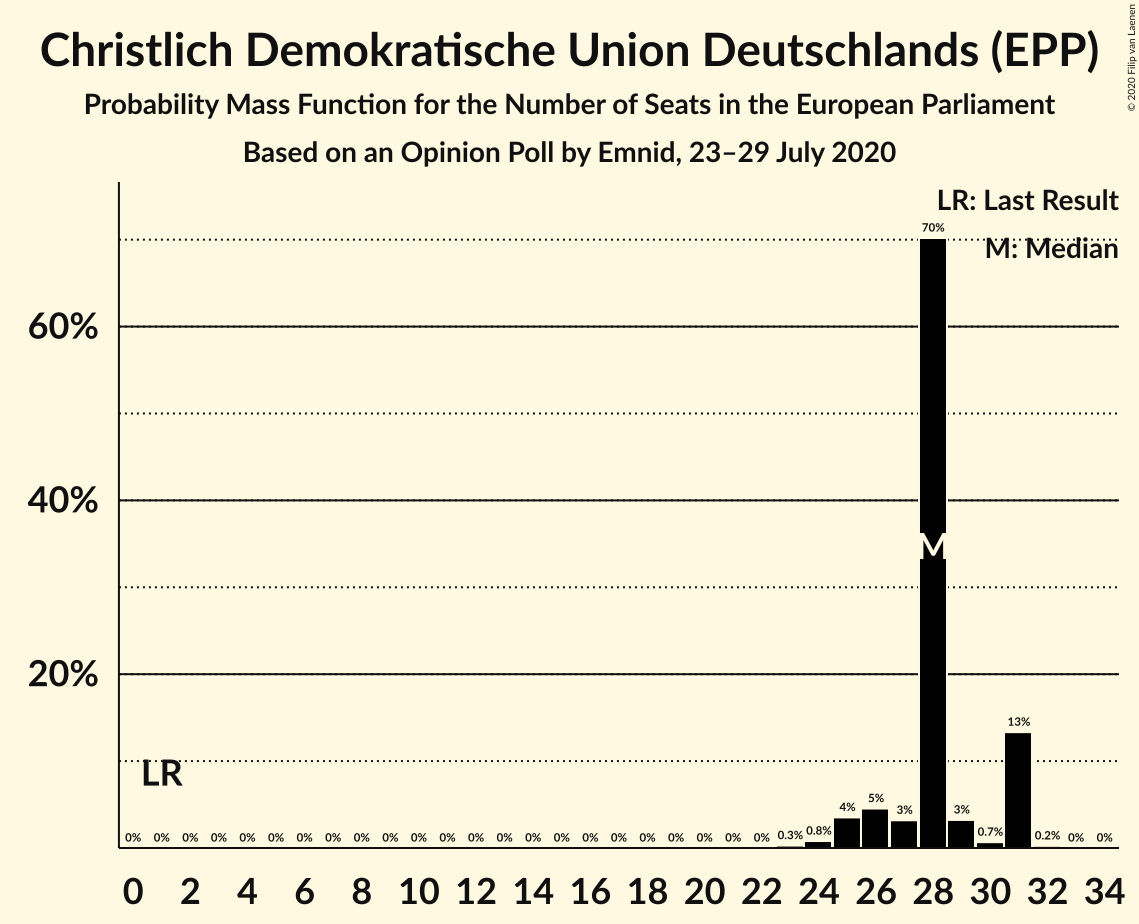 Christlich Demokratische Union Deutschlands (EPP)
Probability Mass Function for the Number of Seats in the European Parliament
Based on an Opinion Poll by Emnid, 23–29 July 2020
© 2020 Filip van Laenen
LR: Last Result
M: Median
70%
60%
40%
M
20%
13%
LR
4% 5% 3% 3%
0% 0% 0% 0% 0% 0% 0% 0% 0% 0% 0% 0% 0% 0% 0% 0% 0% 0% 0% 0% 0% 0% 0% 0.3% 0.8% 0.7% 0.2% 0% 0%
0 2 4 6 8 10 12 14 16 18 20 22 24 26 28 30 32 34